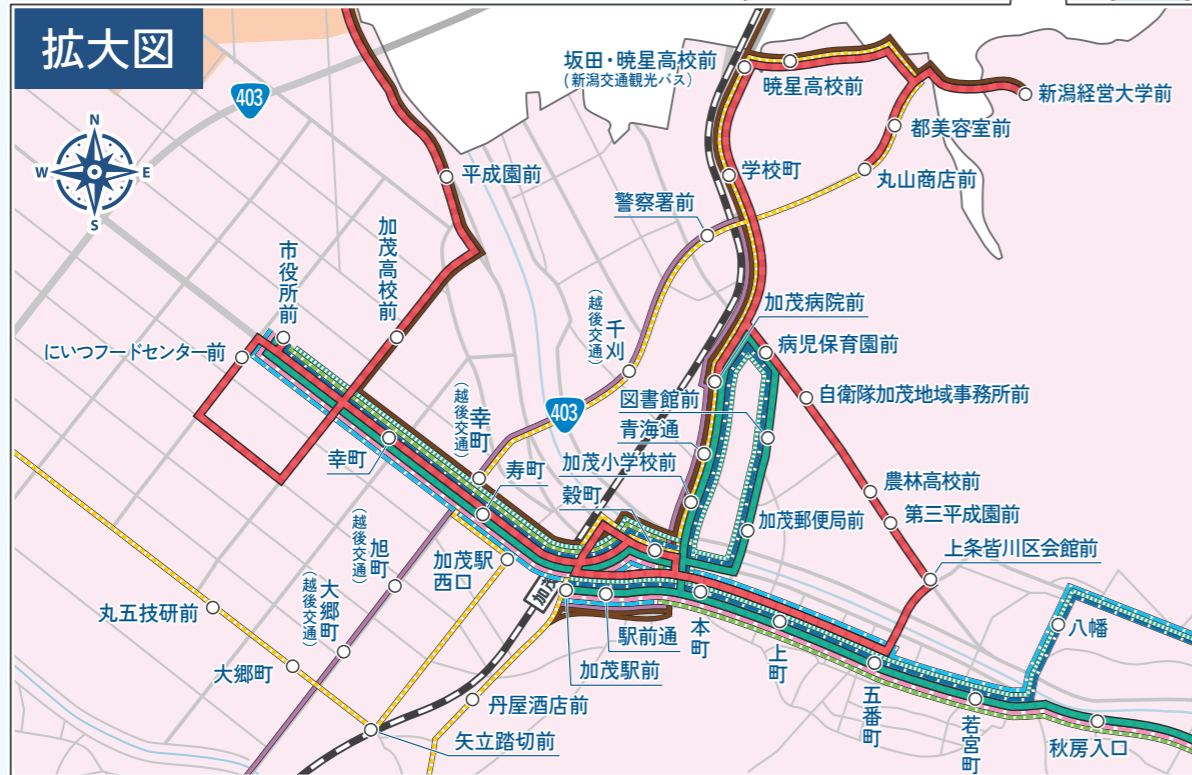 拡大図
403
N
W
E
S
坂田・暁星高校前
(新潟交通観光バス)
暁星高校前
新潟経営大学前
都美容室前
丸山商店前
学校町
平成園前
警察署前
加茂高校前
市役所前
にいつフードセンター前
加茂病院前
病児保育園前
千刈
(越後交通)
自衛隊加茂地域事務所前
図書館前
403
青海通
幸町
(越後交通)
幸町
寿町
加茂小学校前
穀町
加茂郵便局前
農林高校前
第三平成園前
上条皆川区会館前
加茂駅
西口
旭町
(越後交通)
大郷町
(越後交通)
丸五技研前
大郷町
駅前通
加茂駅前
本町
上町
八幡
五番町
若宮町
秋房入口
丹屋酒店前
矢立踏切前